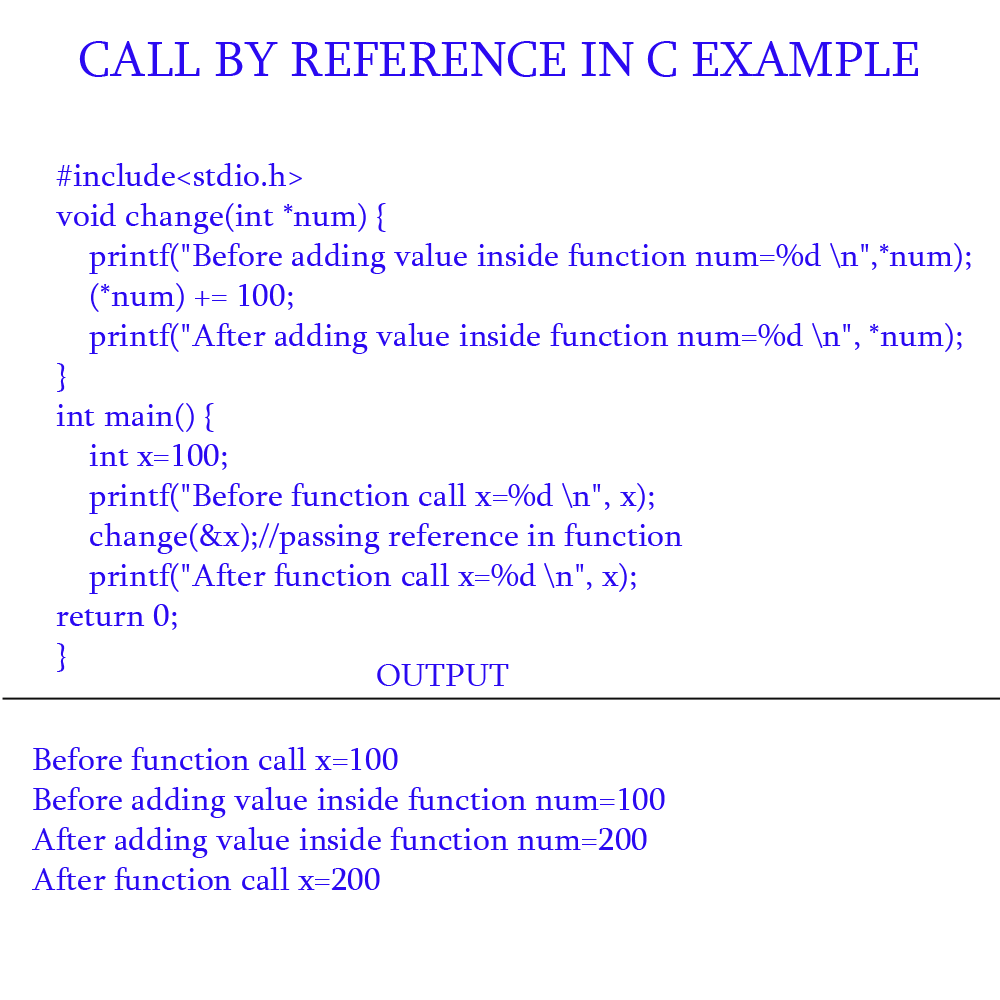 CALL BY REFERENCE IN C EXAMPLE
#include<stdio.h>
void change(int *num) {
printf("Before adding value inside function num=%d \n",*num);
(*num) += 100;
printf("After adding value inside function num=%d \n", *num);
}
int main() {
int x=100;
printf("Before function call x=%d \n", x);
change(&x);//passing reference in function
printf("After function call x=%d \n", x);
return 0;
}
OUTPUT
Before function call x=100
Before adding value inside function num=100
After adding value inside function num=200
After function call x=200